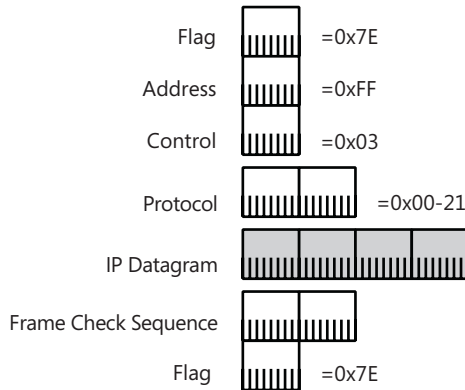 Flag =0x7E
Address =0xFF
Control =0x03
Protocol =0x00-21
IP Datagram
Frame Check Sequence
Flag =0x7E